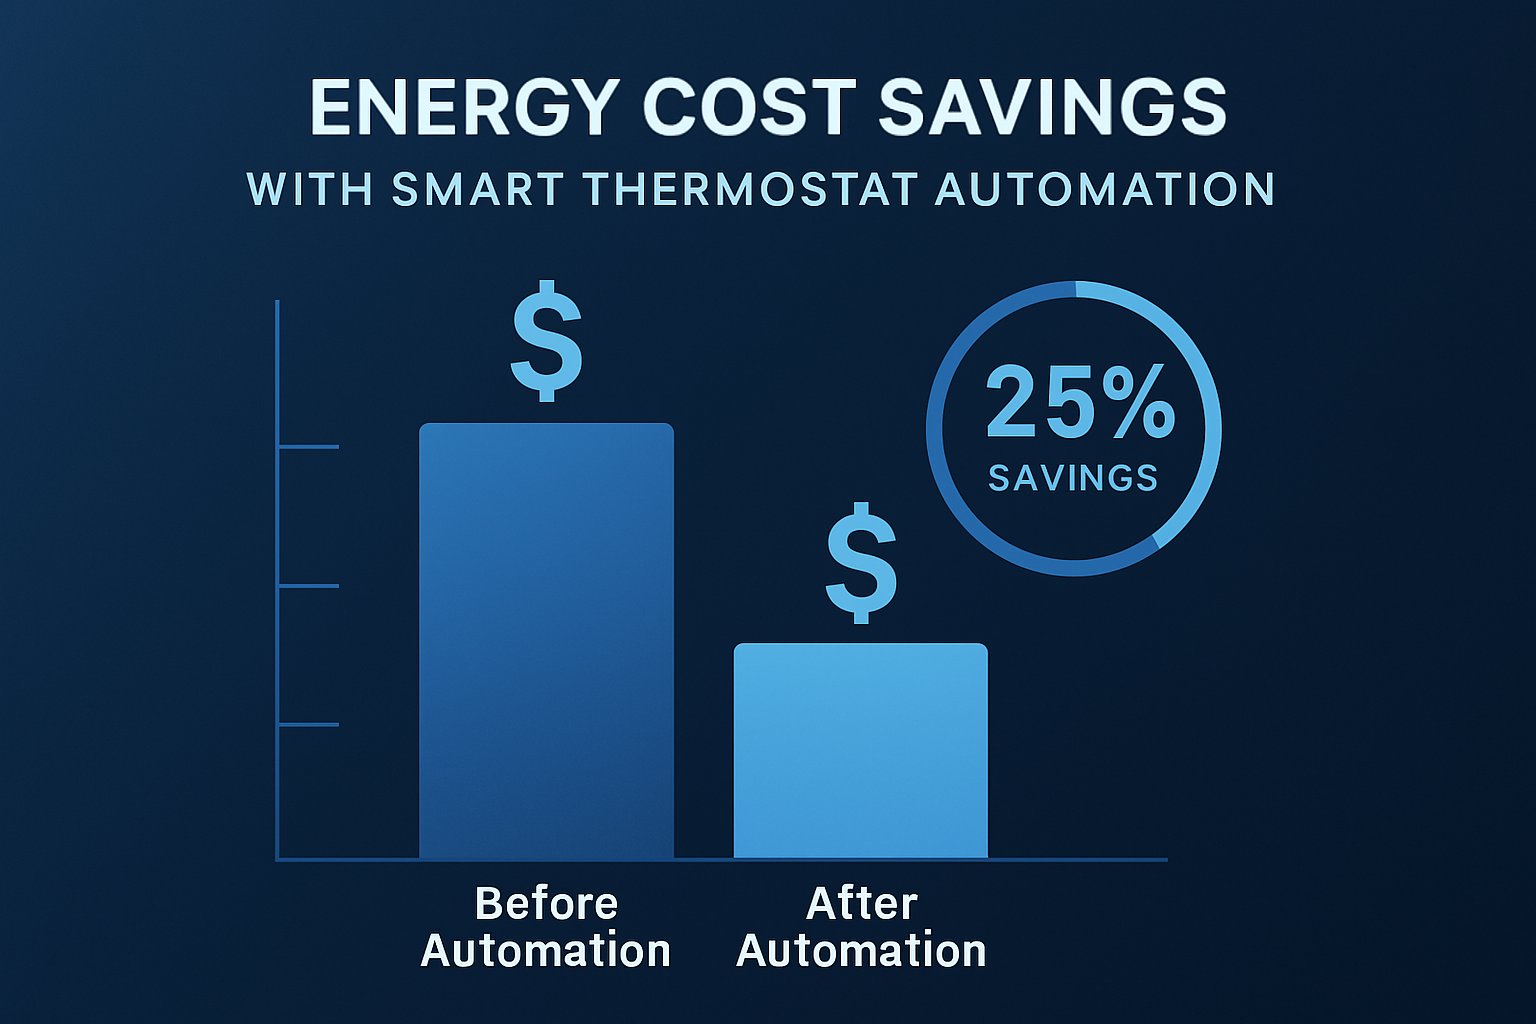 ENERGY COST SAVINGS
WITH SMART THERMOSTAT AUTOMATION
$
$
25%
SAVINGS
Before
Automation
After
Automation